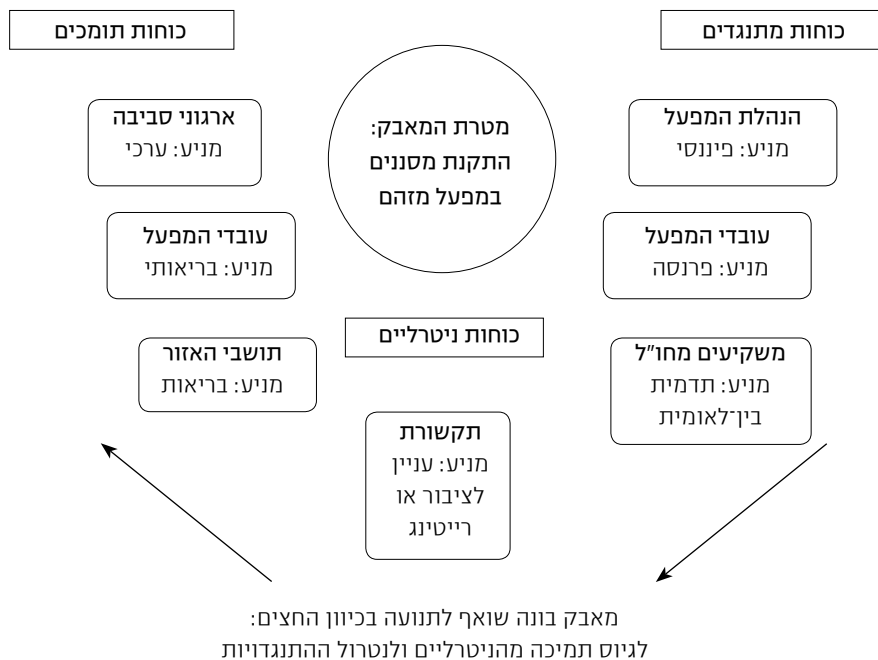 כוחות מתנגדים
כוחות תומכים
מטרת המאבק:
התקנת מסננים
במפעל מזהם
הנהלת המפעל
מניע: פיננסי
עובדי המפעל
מניע: פרנסה
משקיעים מחו"ל
מניע: תדמית
בין־לאומית
ארגוני סביבה
מניע: ערכי
עובדי המפעל
מניע: בריאותי
תושבי האזור
מניע: בריאות
כוחות ניטרליים
תקשורת
מניע: עניין
לציבור או
רייטינג
מאבק בונה שואף לתנועה בכיוון החצים:
לגיוס תמיכה מהניטרליים ולנטרול ההתנגדויות